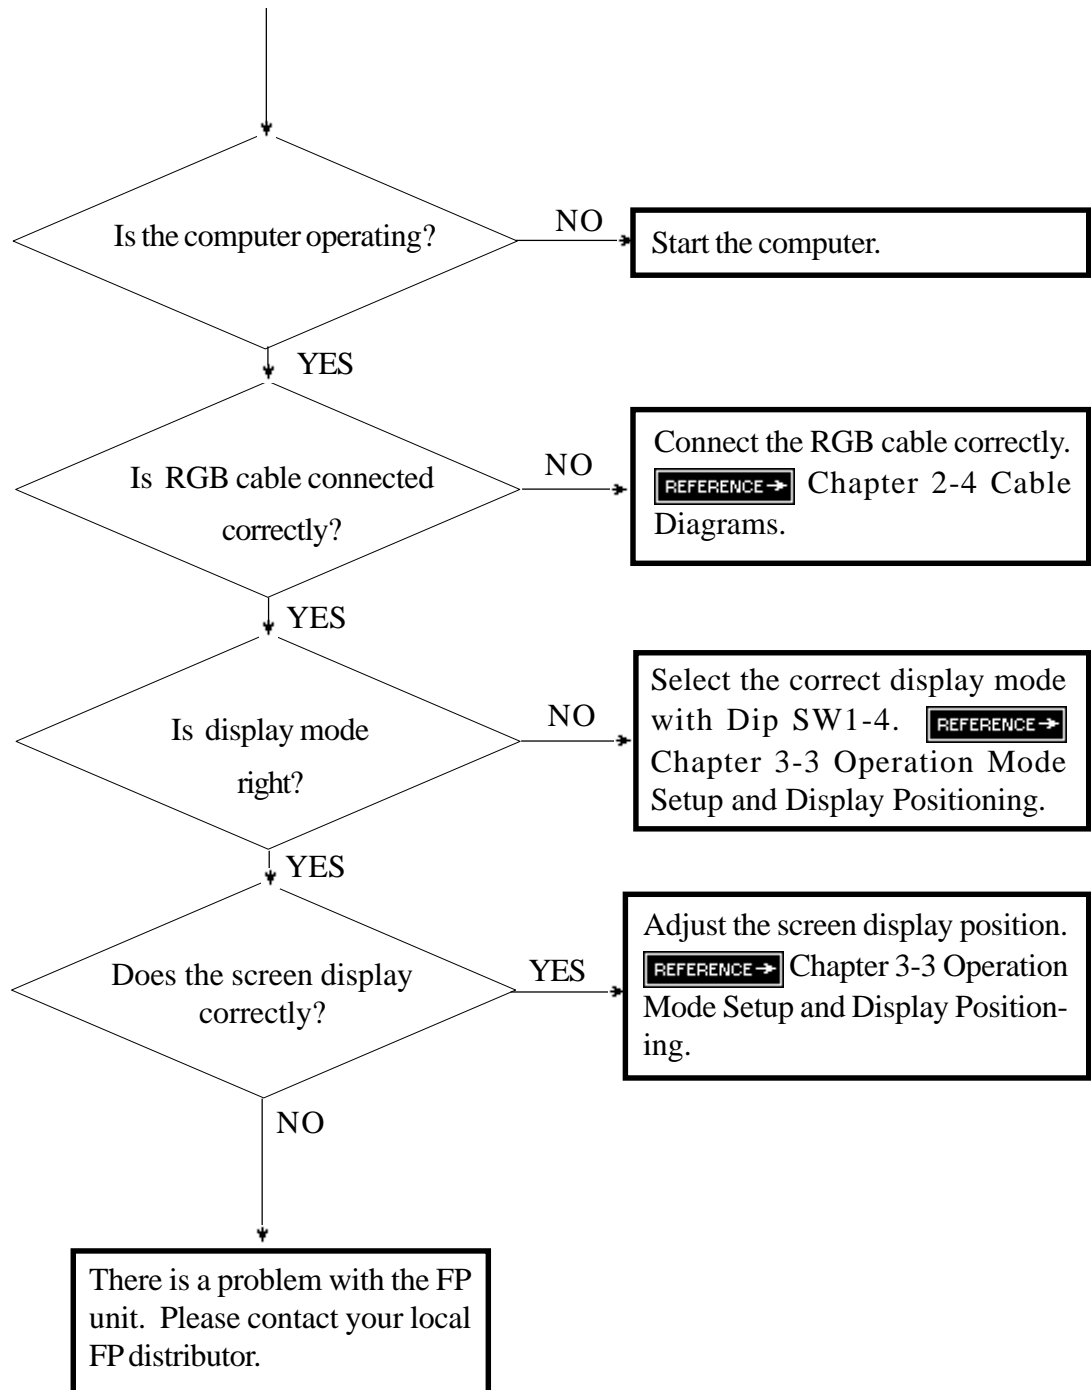 Is the computer operating?
NO
Start the computer.
YES
Is RGB cable connected
correctly?
NO
Connect the RGB cable correctly.
REFERENCE→ Chapter 2-4 Cable
Diagrams.
YES
Is display mode
right?
NO
Select the correct display mode
with Dip SW1-4. REFERENCE→
Chapter 3-3 Operation Mode
Setup and Display Positioning.
YES
Does the screen display
correctly?
YES
Adjust the screen display position.
REFERENCE→ Chapter 3-3 Operation
Mode Setup and Display Position-
ing.
NO
There is a problem with the FP
unit. Please contact your local
FP distributor.